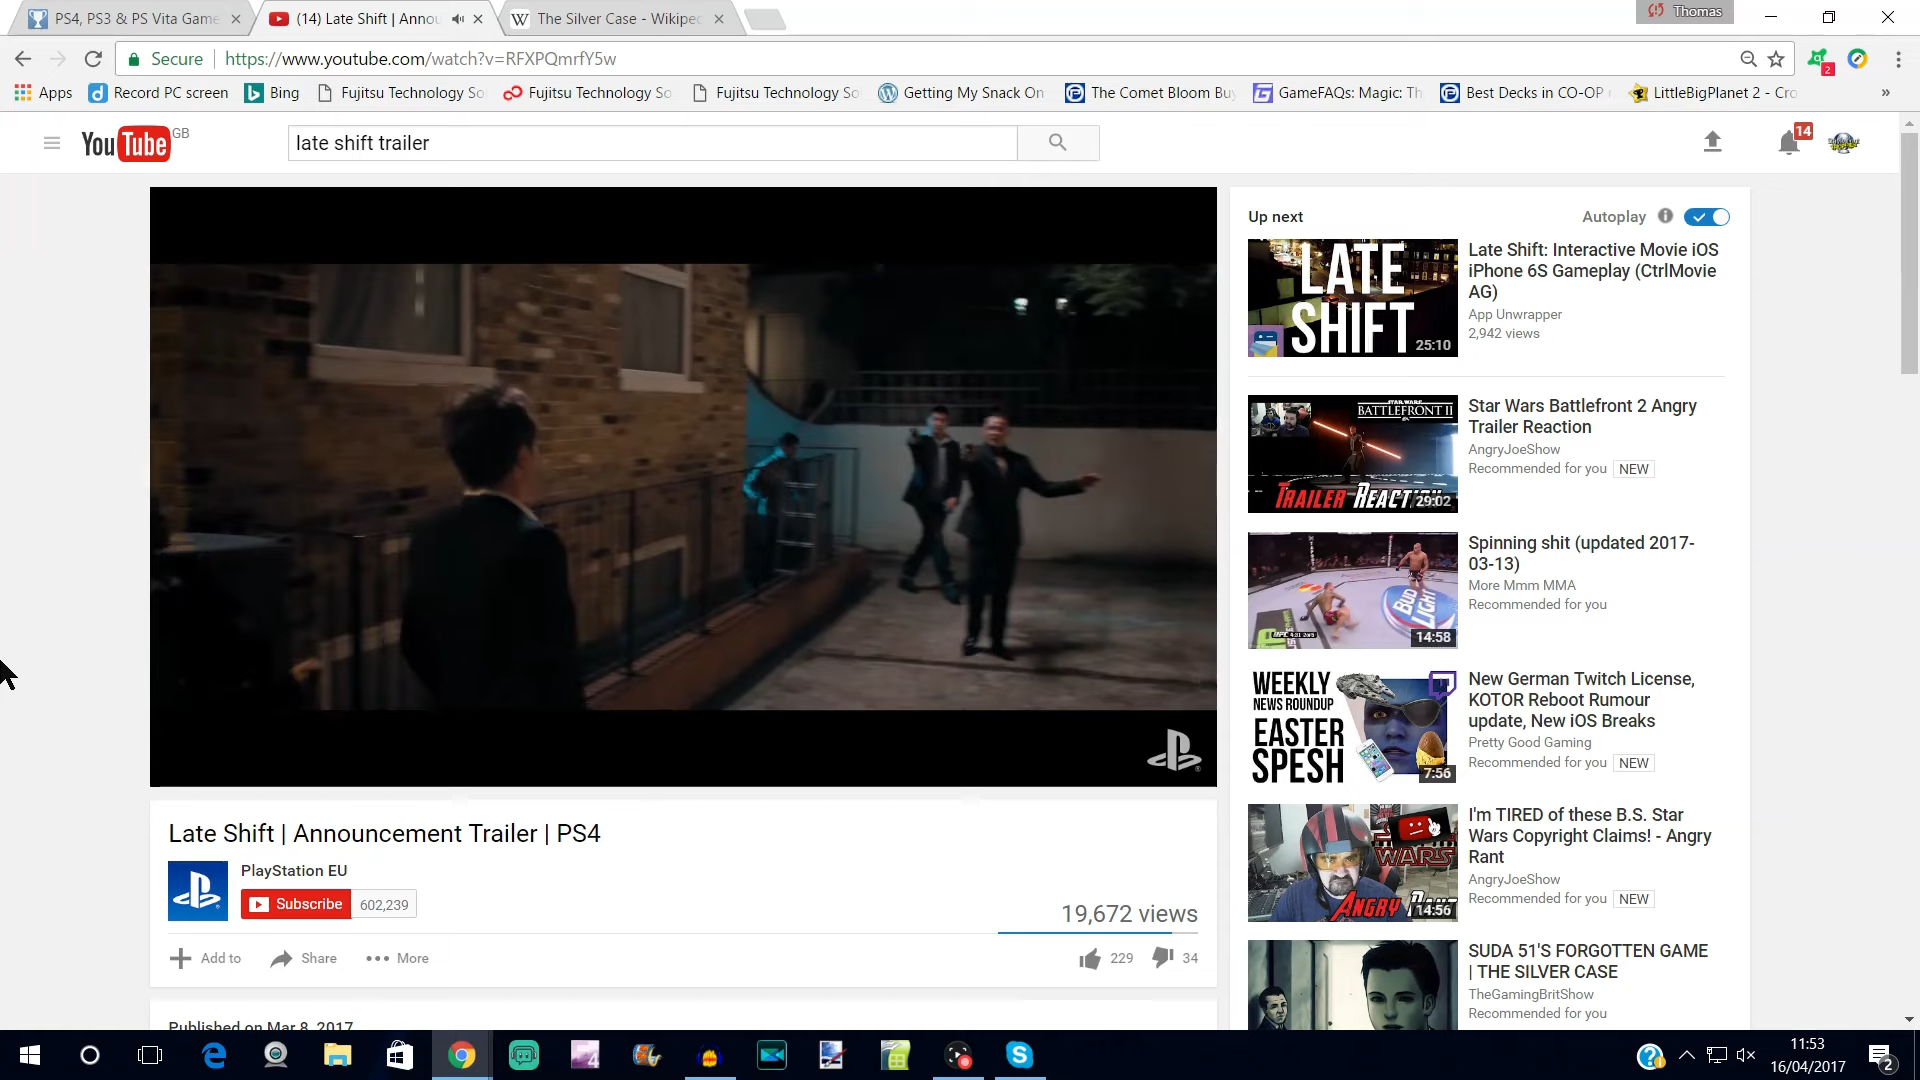 PS4, PS3 & PS Vita Game
(14) Late Shift | Annou
The Silver Case - Wikiped
Thomas
Secure
https://www.youtube.com/watch?v=RFXPQmrfY5w
2
Apps
Record PC screen
Bing
Fujitsu Technology So
Fujitsu Technology So
Fujitsu Technology So
Getting My Snack On
The Comet Bloom Bu
GameFAQs: Magic: Th
Best Decks in CO-OP
LittleBigPlanet 2 - Cro
»
YouTube GB
late shift trailer
14
Up next
Autoplay
LATE SHIFT
25:10
Late Shift: Interactive Movie iOS
iPhone 6S Gameplay (CtrlMovie
AG)
App Unwrapper
2,942 views
STAR WARS
BATTLEFRONT II
TRAILER REACTI
29:02
Star Wars Battlefront 2 Angry
Trailer Reaction
AngryJoeShow
Recommended for you NEW
BUD LIGHT
14:58
Spinning shit (updated 2017-
03-13)
More Mmm MMA
Recommended for you
WEEKLY
NEWS ROUNDUP
EASTER
SPESH
7:56
New German Twitch License,
KOTOR Reboot Rumour
update, New iOS Breaks
Pretty Good Gaming
Recommended for you NEW
WARS
ANGRY RANT
14:56
I'm TIRED of these B.S. Star
Wars Copyright Claims! - Angry
Rant
AngryJoeShow
Recommended for you NEW
SUDA 51'S FORGOTTEN GAME
| THE SILVER CASE
TheGamingBritShow
Recommended for you
Late Shift | Announcement Trailer | PS4
PlayStation EU
Subscribe 602,239
19,672 views
Add to
Share
More
229
34
Published on Mar 8, 2017
11:53
16/04/2017
2